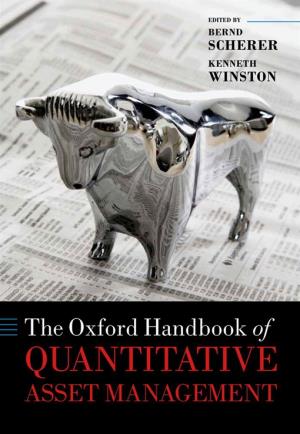 EDITED BY
BERND
SCHERER
KENNETH
WINSTON
The Oxford Handbook of
QUANTITATIVE
ASSET MANAGEMENT